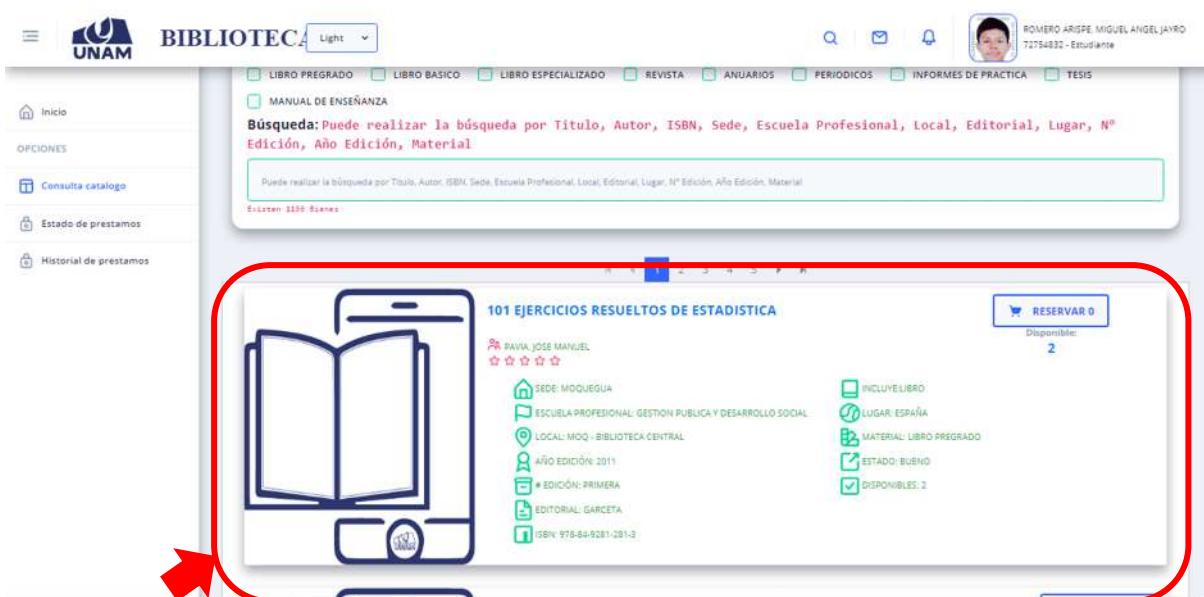 UNAM
BIBLIOTECA
Light
ROMERO ARISPE, MIGUEL ANGEL JAYRO
72754832 - Estudiante
LIBRO PREGRADO LIBRO BASICO LIBRO ESPECIALIZADO REVISTA ANUARIOS PERIODICOS INFORMES DE PRACTICA TESIS
MANUAL DE ENSEÑANZA
Búsqueda: Puede realizar la búsqueda por Titulo, Autor, ISBN, Sede, Escuela Profesional, Local, Editorial, Lugar, Nº
Edición, Año Edición, Material
Puede realizar la búsqueda por Titulo, Autor, ISBN, Sede, Escuela Profesional, Local, Editorial, Lugar, Nº Edición, Año Edición, Material
Existen Bienes
Inicio
OPCIONES
Consulta catalogo
Estado de prestamos
Historial de prestamos
1 2 3 4 5
101 EJERCICIOS RESUELTOS DE ESTADISTICA
RESERVAR 0
Disponible:
2
PAVIA, JOSE MANUEL
SEDE: MOQUEGUA
INCLUYE:LIBRO
ESCUELA PROFESIONAL: GESTION PUBLICA Y DESARROLLO SOCIAL
LUGAR: ESPAÑA
LOCAL: MOQ - BIBLIOTECA CENTRAL
MATERIAL: LIBRO PREGRADO
AÑO EDICIÓN: 2011
ESTADO: BUENO
# EDICIÓN: PRIMERA
DISPONIBLES: 2
EDITORIAL: GARCETA
ISBN: 978-84-9281-281-3
UNAM